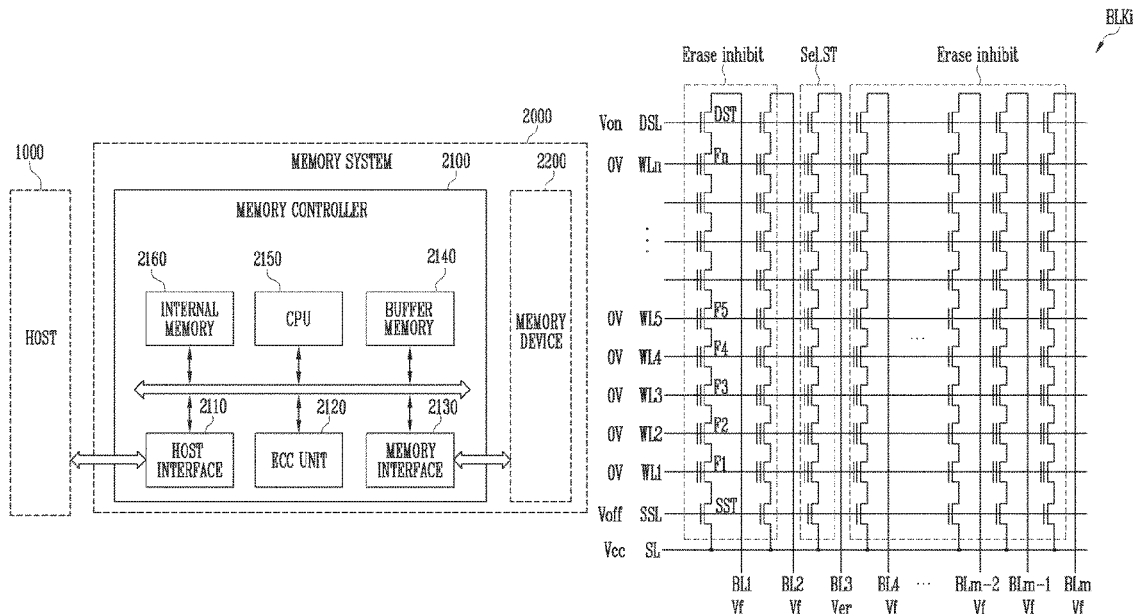 2000
1000
MEMORY SYSTEM
2100
2200
MEMORY CONTROLLER
2160
2150
2140
INTERNAL
MEMORY
CPU
BUFFER
MEMORY
HOST
MEMORY
DEVICE
2110
2120
2130
HOST
INTERFACE
ECC UNIT
MEMORY
INTERFACE
BLKi
Erase inhibit
Sel.ST
Erase inhibit
Von DSL DST
0V WLn Fn
⋮
0V WL5 F5
...
0V WL4 F4
0V WL3 F3
0V WL2 F2
0V WL1 F1
Voff SSL SST
Vcc SL
BL1 BL2 BL3 BL4 ... BLm-2 BLm-1 BLm
Vf Vf Ver Vf Vf Vf Vf